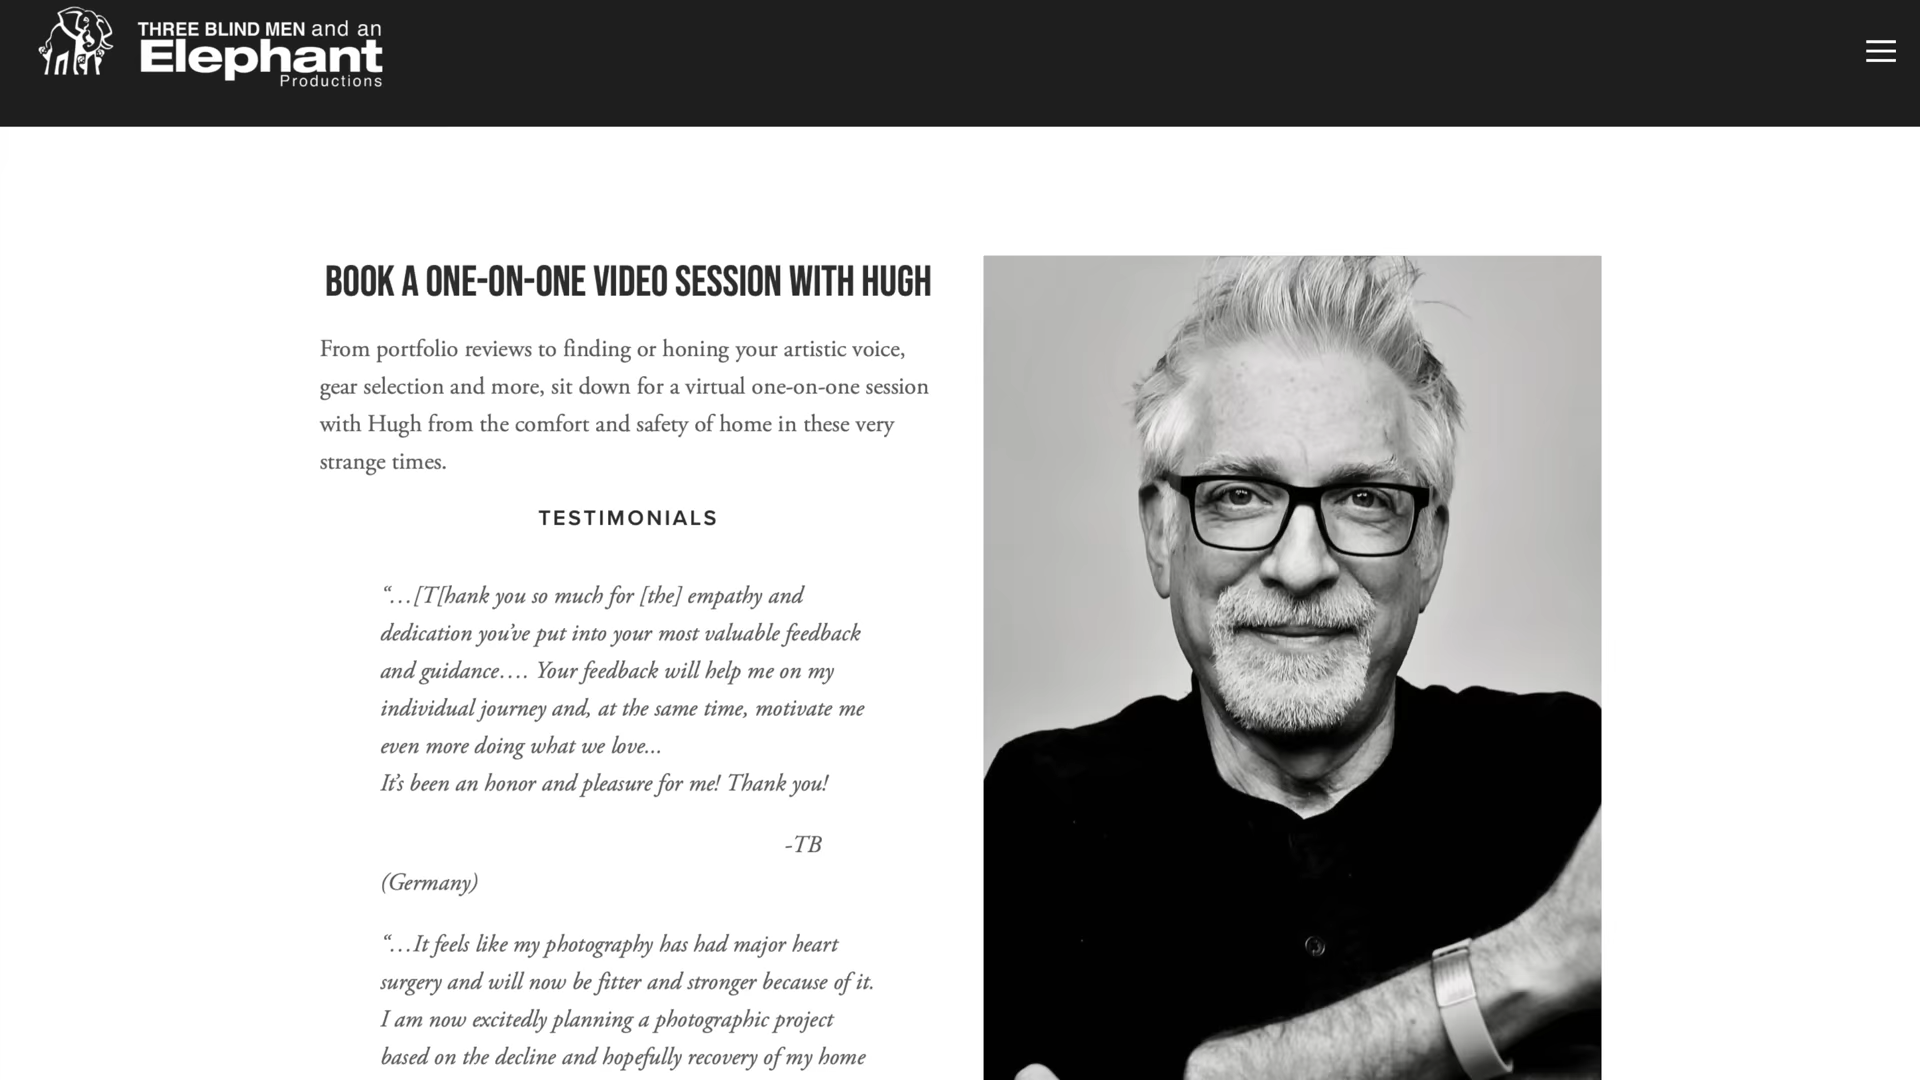 THREE BLIND MEN and an
Elephant
Productions
BOOK A ONE-ON-ONE VIDEO SESSION WITH HUGH
From portfolio reviews to finding or honing your artistic voice,
gear selection and more, sit down for a virtual one-on-one session
with Hugh from the comfort and safety of home in these very
strange times.
TESTIMONIALS
“…[T[hank you so much for [the] empathy and
dedication you’ve put into your most valuable feedback
and guidance…. Your feedback will help me on my
individual journey and, at the same time, motivate me
even more doing what we love...
It’s been an honor and pleasure for me! Thank you!
-TB
(Germany)
“…It feels like my photography has had major heart
surgery and will now be fitter and stronger because of it.
I am now excitedly planning a photographic project
based on the decline and hopefully recovery of my home